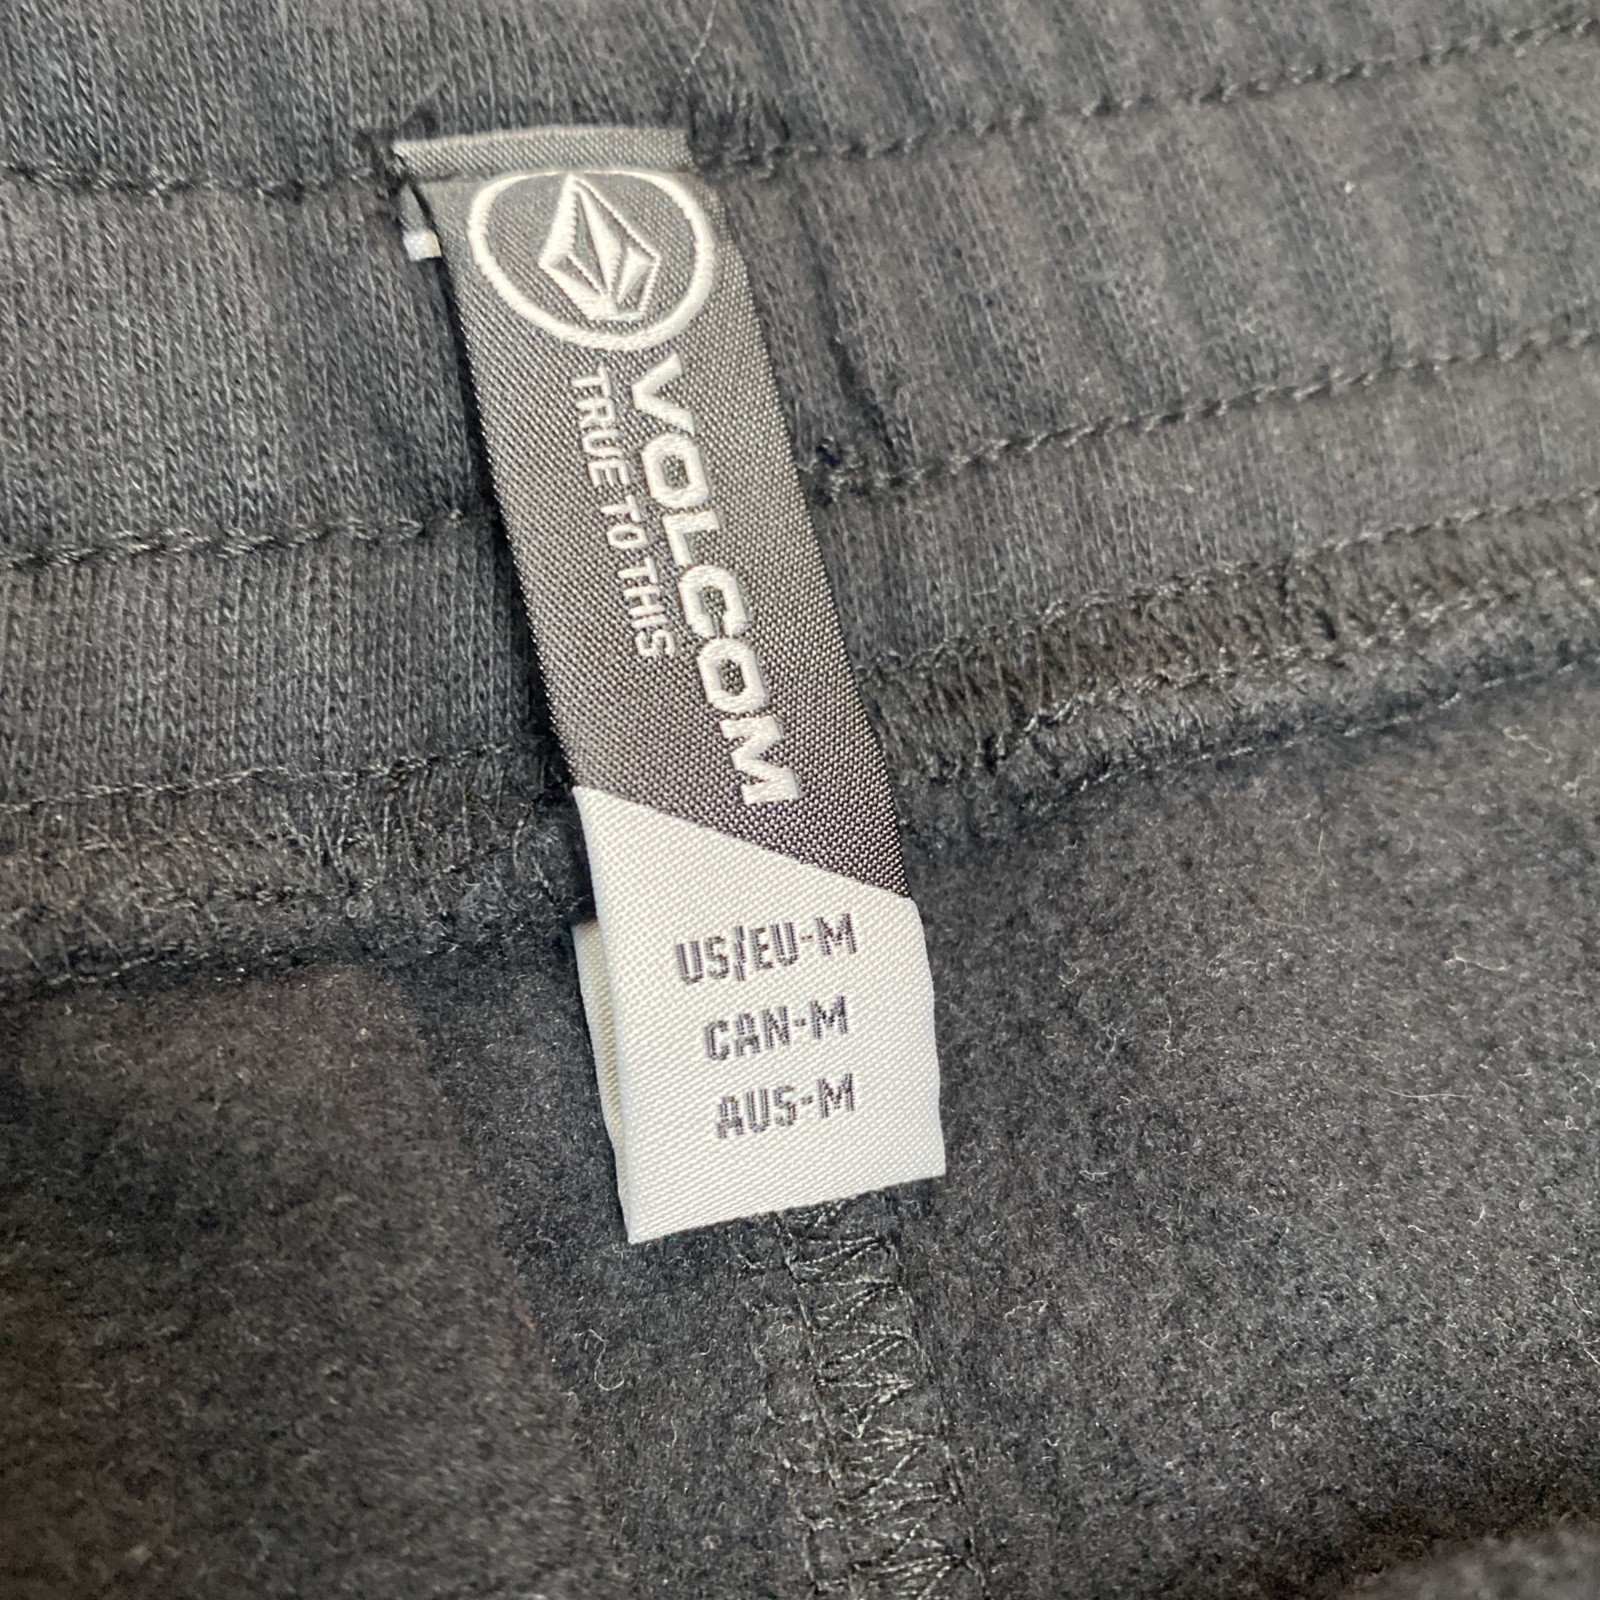 VOLCOM
TRUE TO THIS
US/EU-M
CAN-M
AUS-M